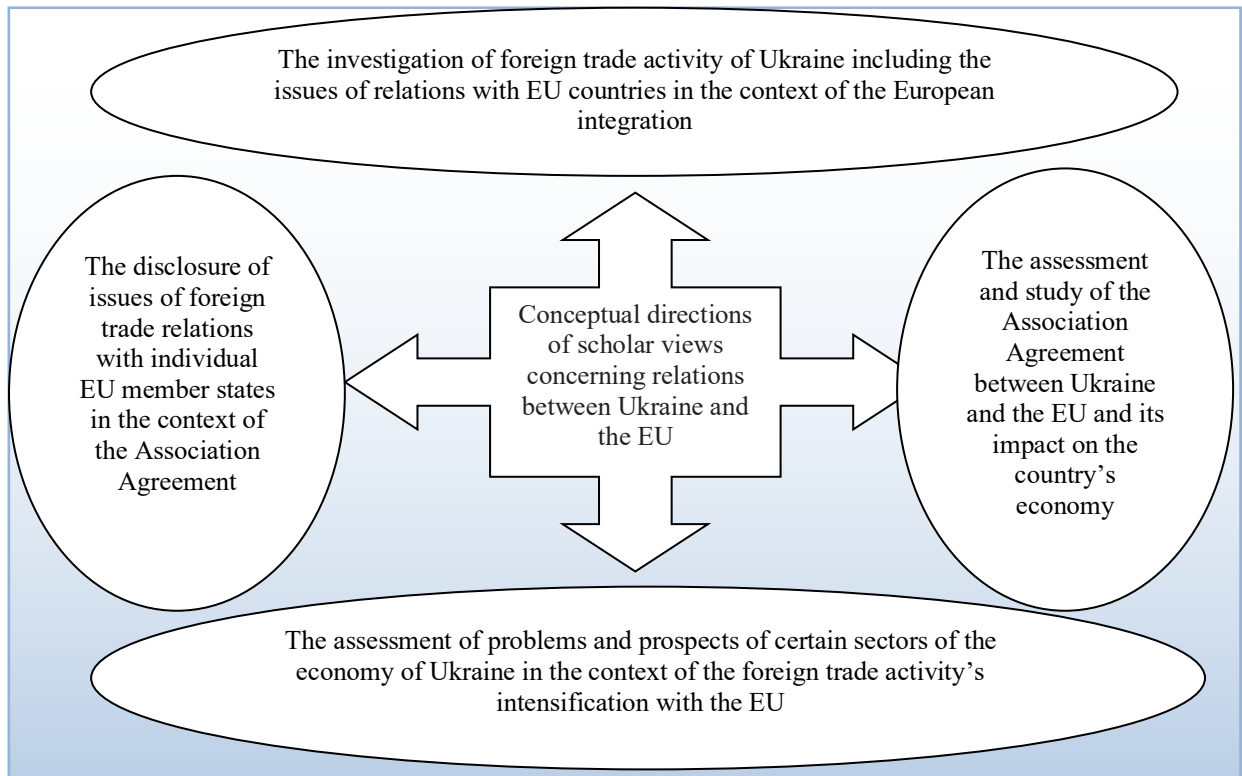 The investigation of foreign trade activity of Ukraine including the
issues of relations with EU countries in the context of the European
integration
The disclosure of
issues of foreign
trade relations
with individual
EU member states
in the context of
the Association
Agreement
Conceptual directions
of scholar views
concerning relations
between Ukraine and
the EU
The assessment
and study of the
Association
Agreement
between Ukraine
and the EU and its
impact on the
country’s
economy
The assessment of problems and prospects of certain sectors of the
economy of Ukraine in the context of the foreign trade activity’s
intensification with the EU